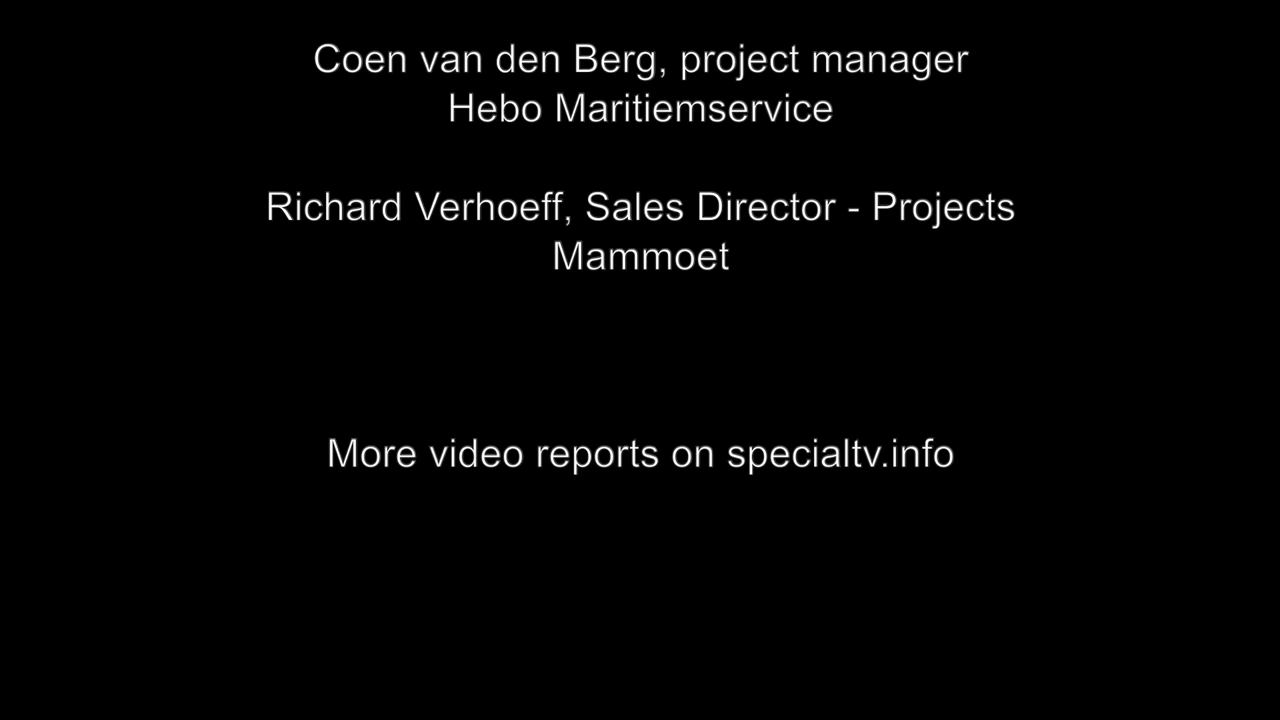 Coen van den Berg, project manager
Hebo Maritiemservice
Richard Verhoeff, Sales Director - Projects
Mammoet
More video reports on specialtv.info